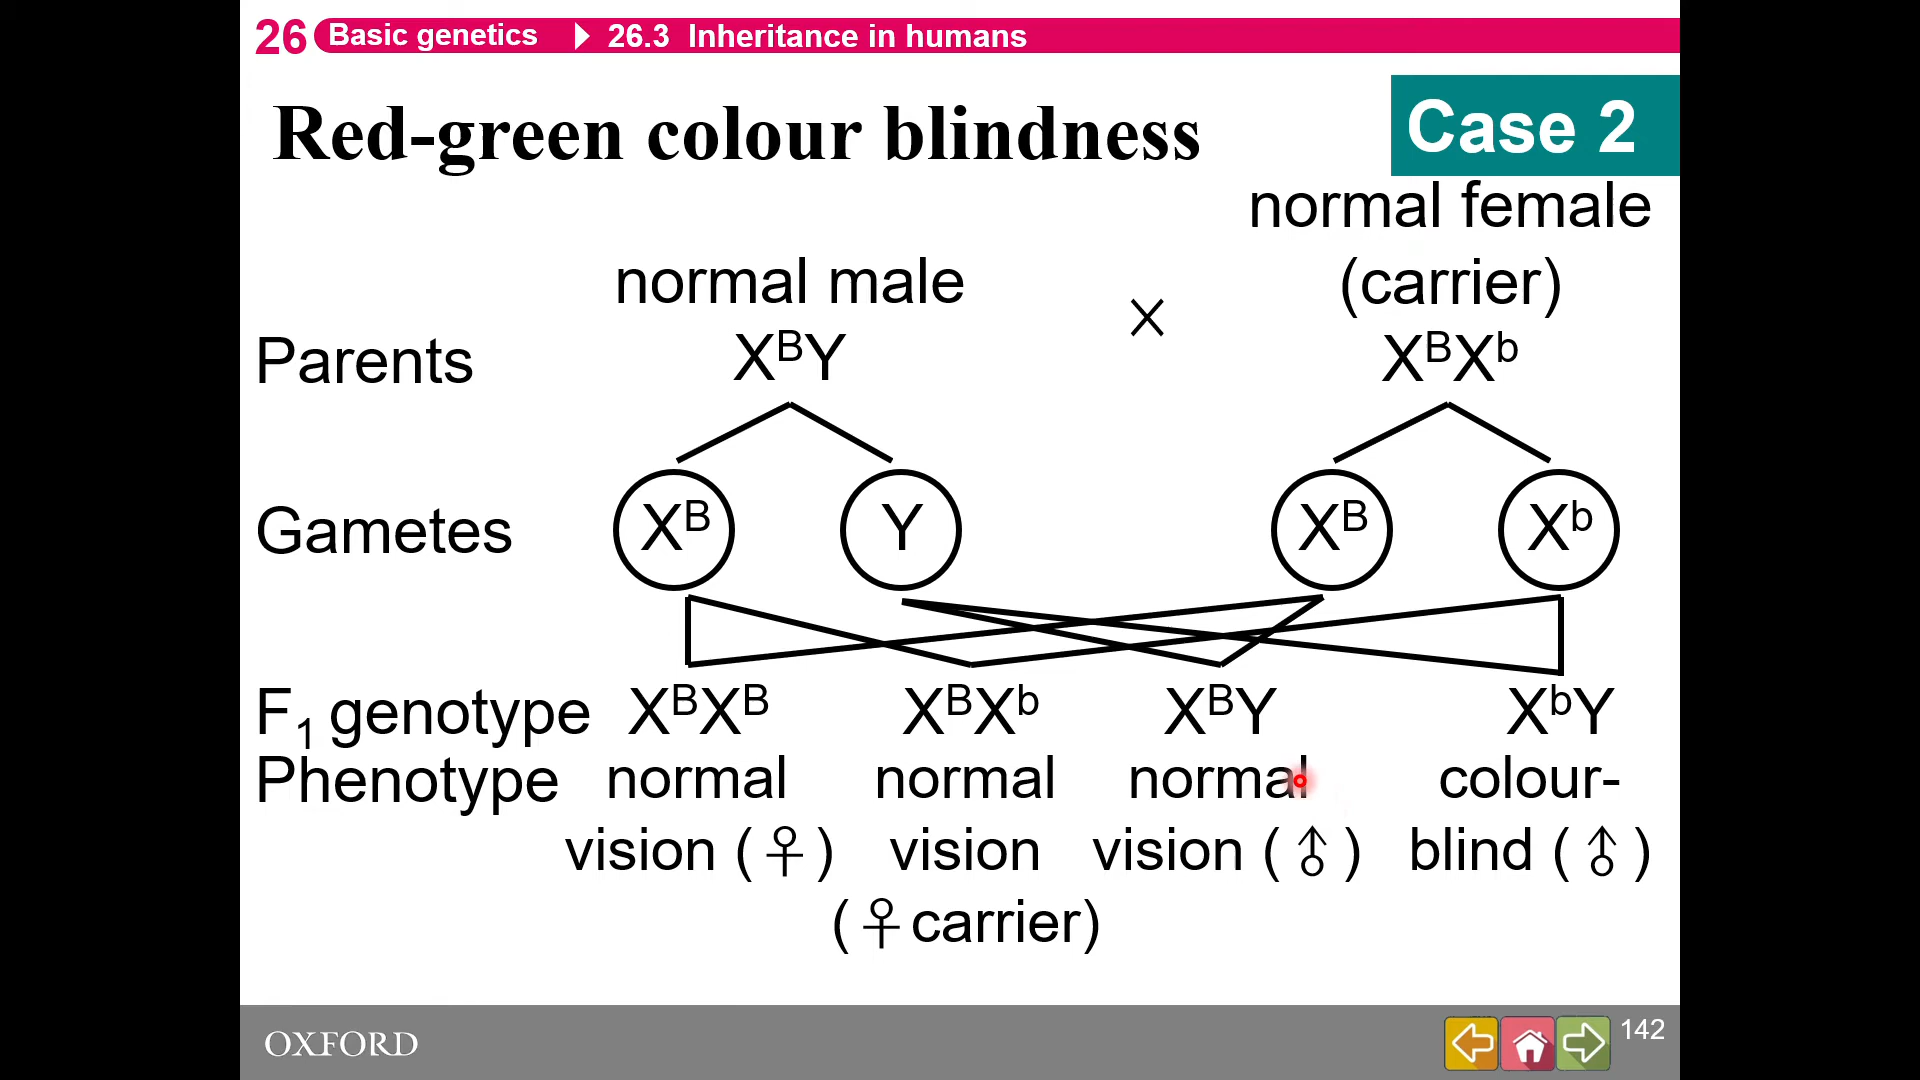 26 Basic genetics ▶ 26.3 Inheritance in humans
Red-green colour blindness
Case 2
normal female
normal male (carrier)
×
Parents XᴮY XᴮXᵇ
Gametes Xᴮ Y Xᴮ Xᵇ
F₁ genotype XᴮXᴮ XᴮXᵇ XᴮY XᵇY
Phenotype normal normal normal colour-
vision (♀) vision vision (♂) blind (♂)
(♀carrier)
OXFORD
142